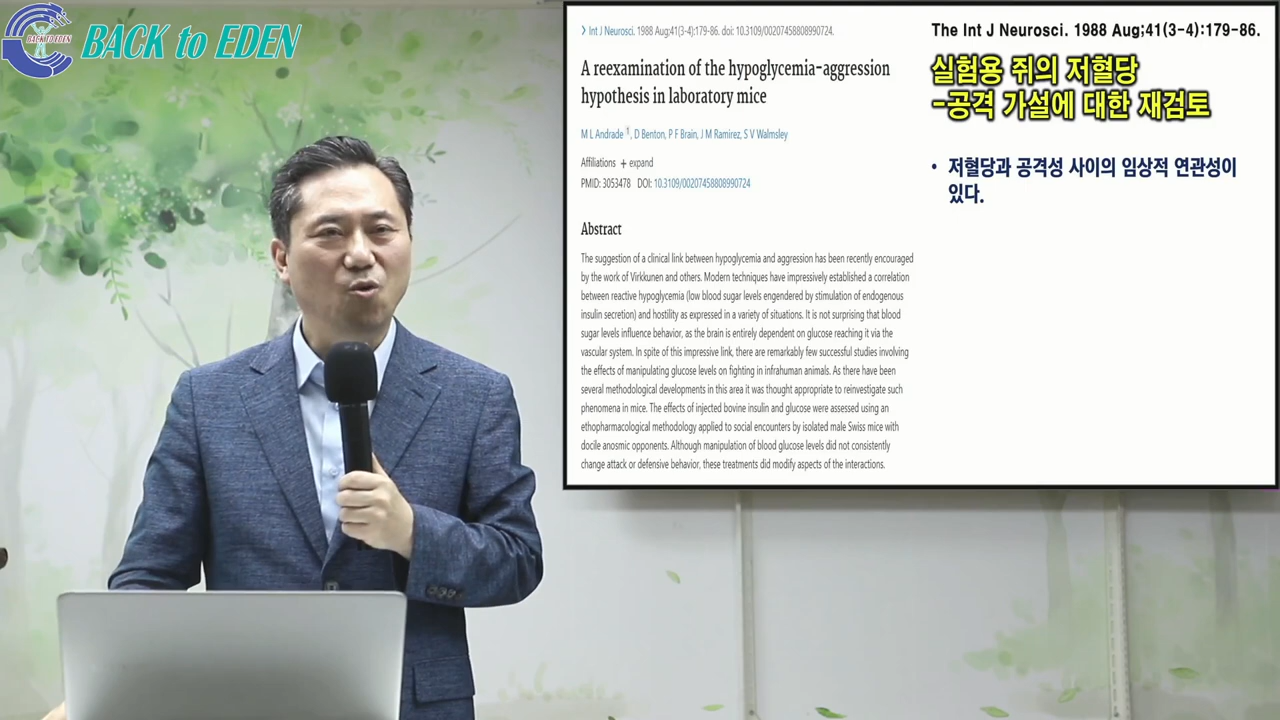 BACK to EDEN
BACK to EDEN
> Int J Neurosci. 1988 Aug;41(3-4):179-86. doi: 10.3109/00207458808990724.
A reexamination of the hypoglycemia-aggression
hypothesis in laboratory mice
M L Andrade 1, D Benton, P F Brain, J M Ramirez, S V Walmsley
Affiliations + expand
PMID: 3053478 DOI: 10.3109/00207458808990724
Abstract
The suggestion of a clinical link between hypoglycemia and aggression has been recently encouraged
by the work of Virkkunen and others. Modern techniques have impressively established a correlation
between reactive hypoglycemia (low blood sugar levels engendered by stimulation of endogenous
insulin secretion) and hostility as expressed in a variety of situations. It is not surprising that blood
sugar levels influence behavior, as the brain is entirely dependent on glucose reaching it via the
vascular system. In spite of this impressive link, there are remarkably few successful studies involving
the effects of manipulating glucose levels on fighting in infrahuman animals. As there have been
several methodological developments in this area it was thought appropriate to reinvestigate such
phenomena in mice. The effects of injected bovine insulin and glucose were assessed using an
ethopharmacological methodology applied to social encounters by isolated male Swiss mice with
docile anosmic opponents. Although manipulation of blood glucose levels did not consistently
change attack or defensive behavior, these treatments did modify aspects of the interactions.
The Int J Neurosci. 1988 Aug;41(3-4):179-86.
실험용 쥐의 저혈당
-공격 가설에 대한 재검토
• 저혈당과 공격성 사이의 임상적 연관성이
있다.